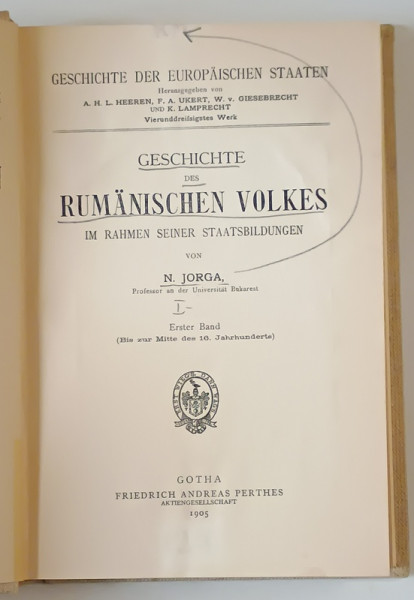 GESCHICHTE DER EUROPÄISCHEN STAATEN
Herausgegeben von
A. H. L. HEEREN, F. A. UKERT, W. v. GIESEBRECHT
UND K. LAMPRECHT
Vierunddreißigstes Werk
GESCHICHTE
DES
RUMÄNISCHEN VOLKES
IM RAHMEN SEINER STAATSBILDUNGEN
VON
N. JORGA,
Professor an der Universität Bukarest
I-
Erster Band
(Bis zur Mitte des 16. Jahrhunderts)
GOTHA
FRIEDRICH ANDREAS PERTHES
AKTIENGESELLSCHAFT
1905